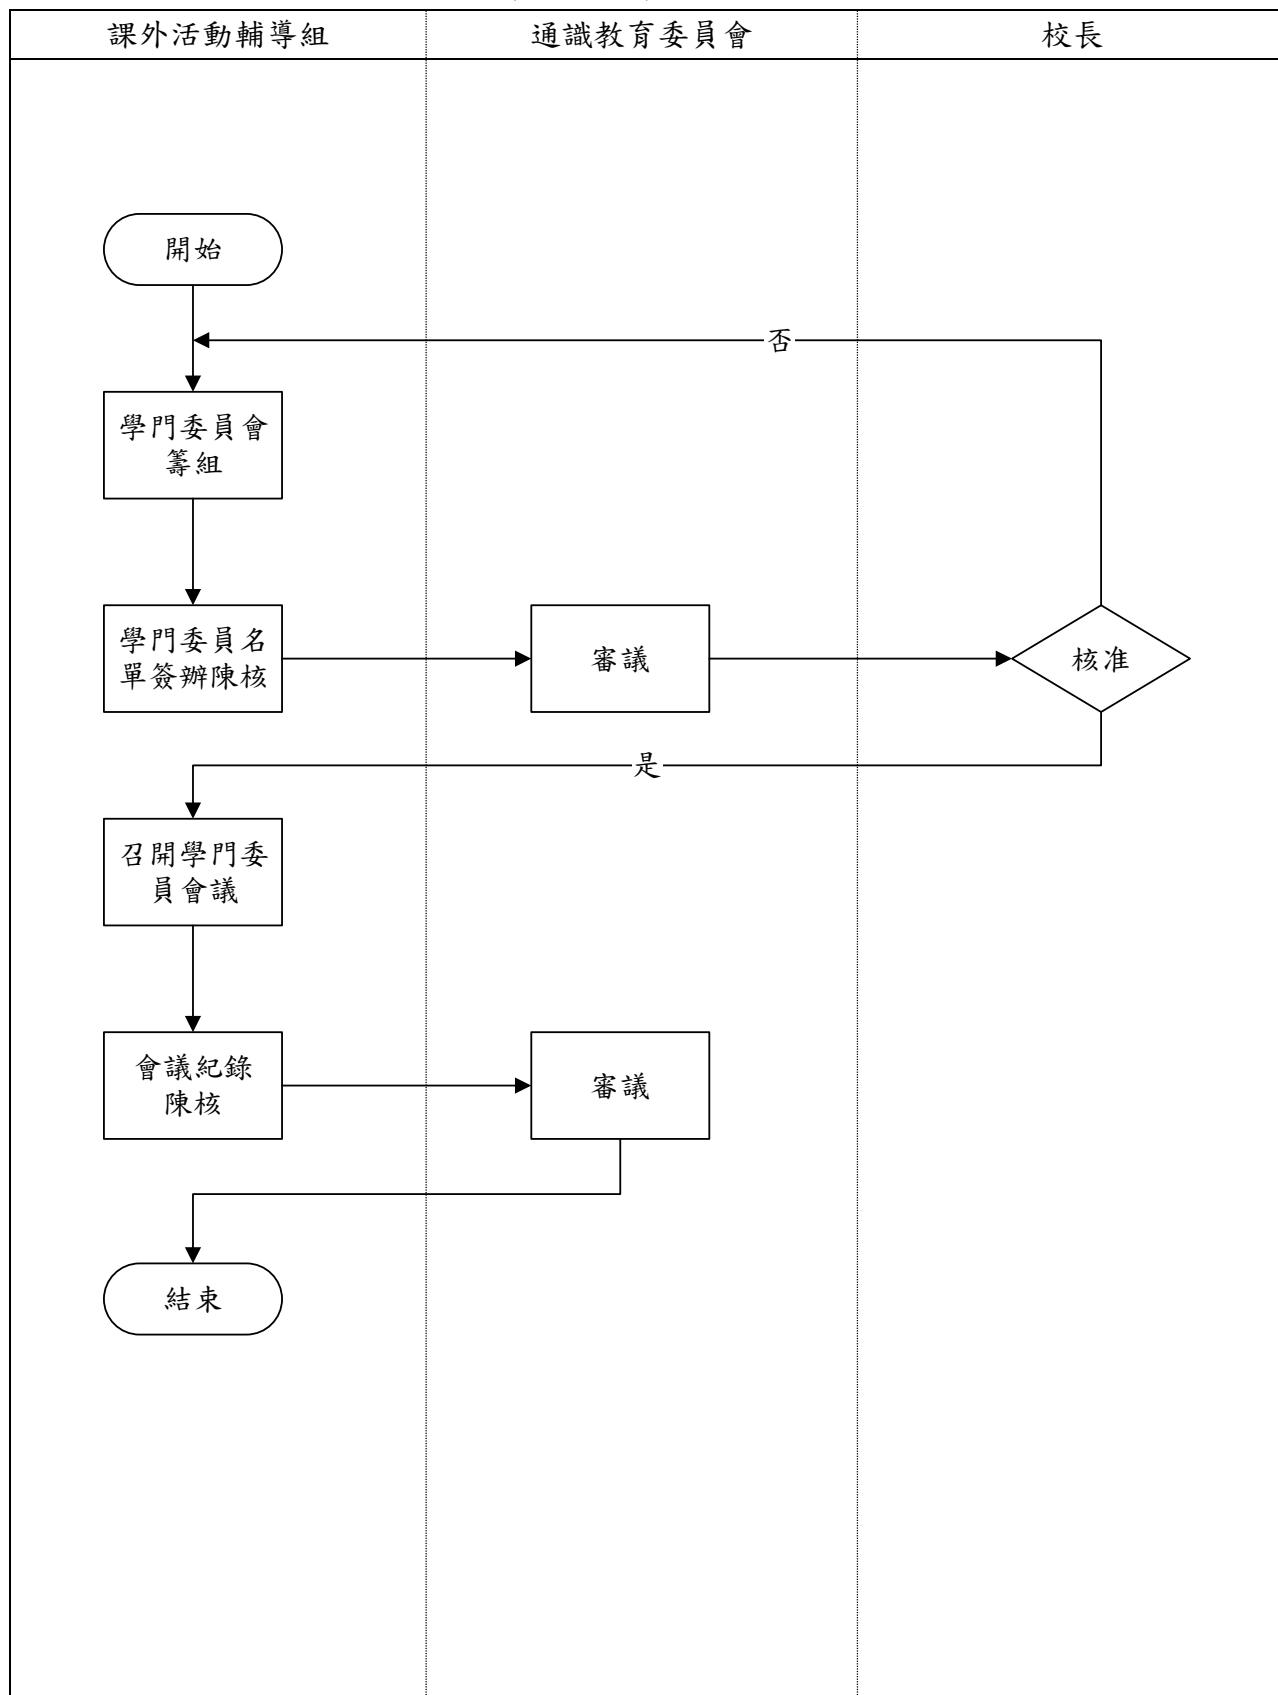 課外活動輔導組
通識教育委員會
校長
開始
否
學門委員會
籌組
學門委員名
單簽辦陳核
審議
核准
是
召開學門委
員會議
會議紀錄
陳核
審議
結束